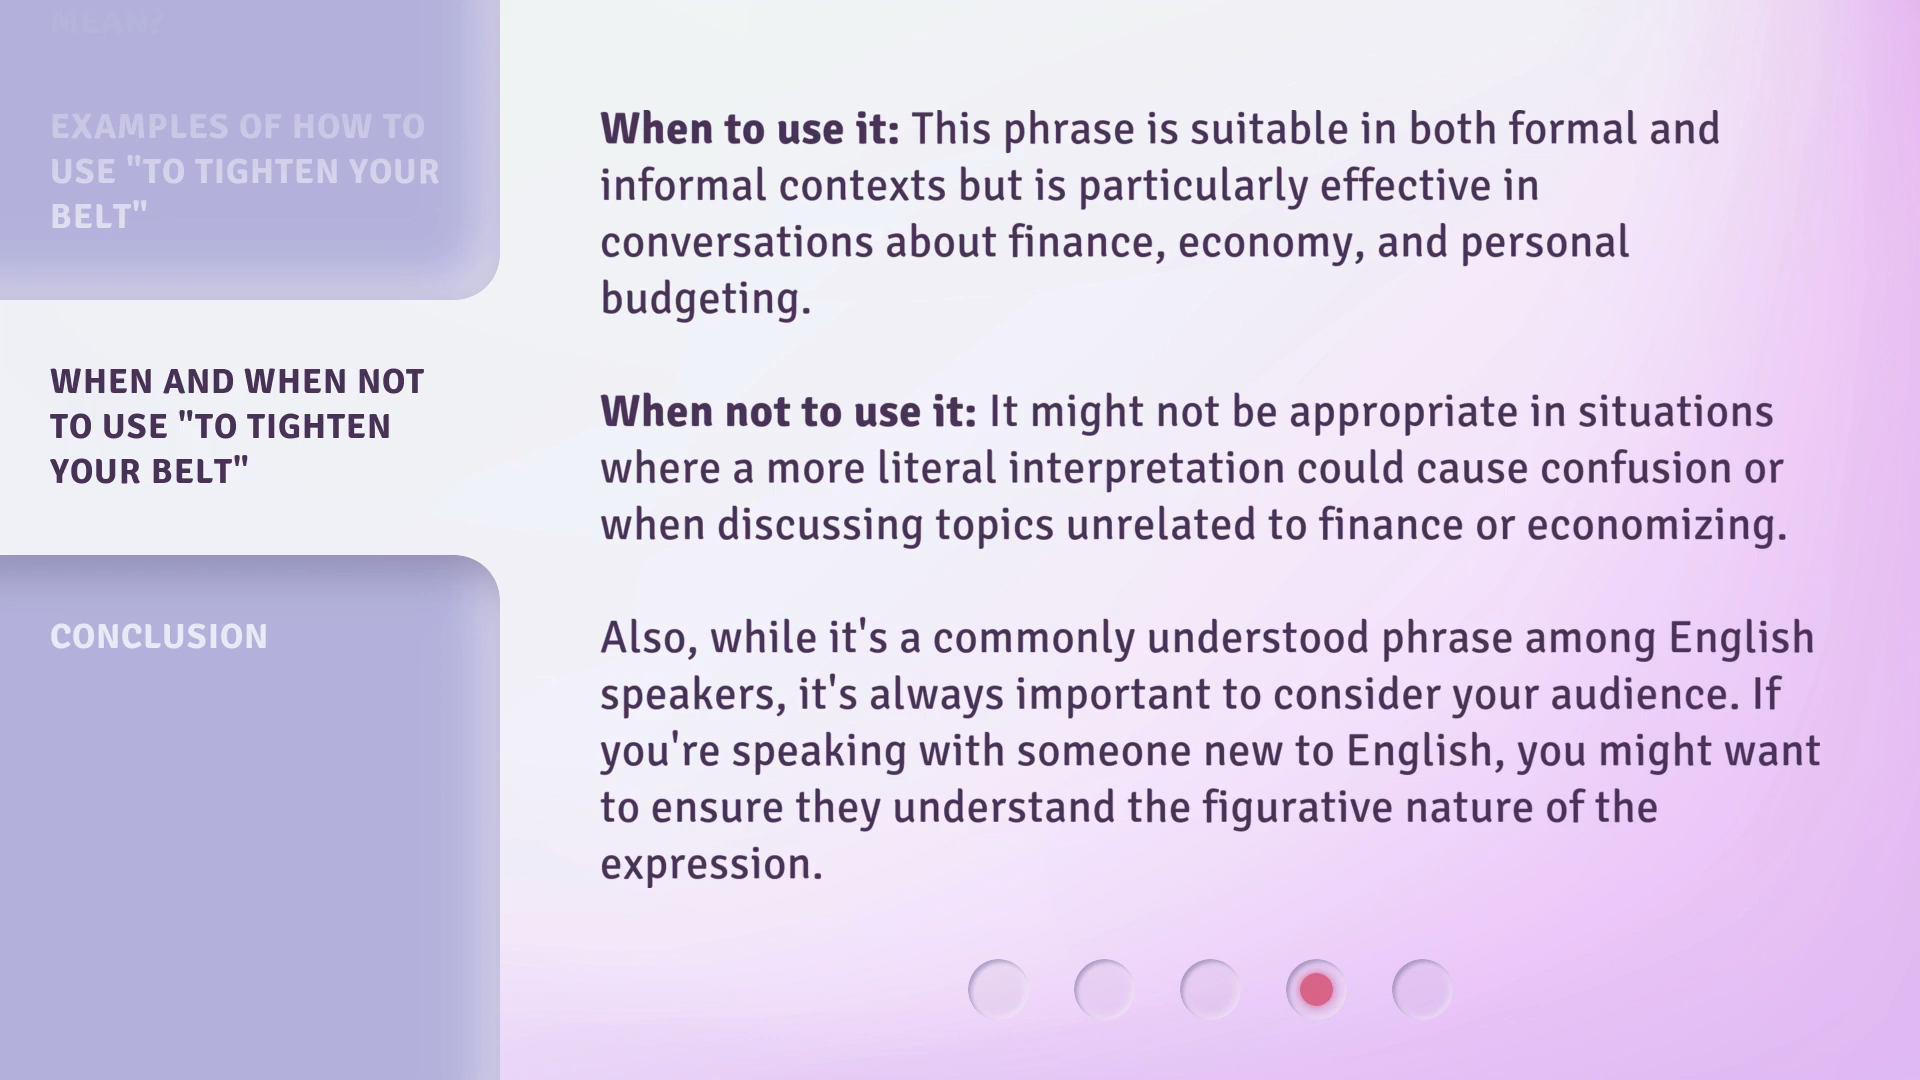 MEAN?
EXAMPLES OF HOW TO
USE "TO TIGHTEN YOUR
BELT"
WHEN AND WHEN NOT
TO USE "TO TIGHTEN
YOUR BELT"
CONCLUSION
When to use it: This phrase is suitable in both formal and
informal contexts but is particularly effective in
conversations about finance, economy, and personal
budgeting.
When not to use it: It might not be appropriate in situations
where a more literal interpretation could cause confusion or
when discussing topics unrelated to finance or economizing.
Also, while it's a commonly understood phrase among English
speakers, it's always important to consider your audience. If
you're speaking with someone new to English, you might want
to ensure they understand the figurative nature of the
expression.